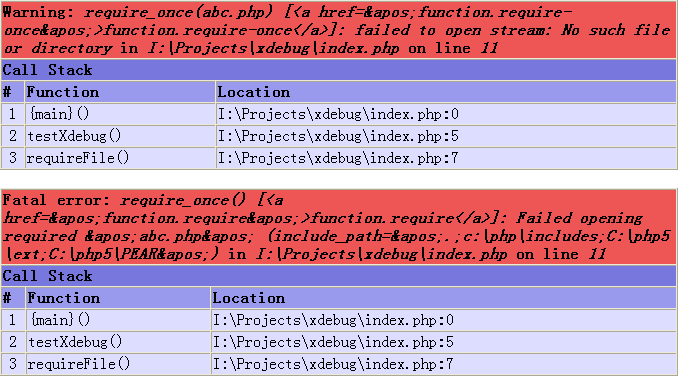 Warning: require_once(abc.php) [<a href=&apos;function.require-
once&apos;>function.require-once</a>]: failed to open stream: No such file
or directory in I:\Projects\xdebug\index.php on line 11
Call Stack
# Function Location
1 {main}() I:\Projects\xdebug\index.php:0
2 testXdebug() I:\Projects\xdebug\index.php:5
3 requireFile() I:\Projects\xdebug\index.php:7
Fatal error: require_once() [<a
href=&apos;function.require&apos;>function.require</a>]: Failed opening
required &apos;abc.php&apos; (include_path=&apos;.;c:\php\includes;C:\php5
\ext;C:\php5\PEAR&apos;) in I:\Projects\xdebug\index.php on line 11
Call Stack
# Function Location
1 {main}() I:\Projects\xdebug\index.php:0
2 testXdebug() I:\Projects\xdebug\index.php:5
3 requireFile() I:\Projects\xdebug\index.php:7